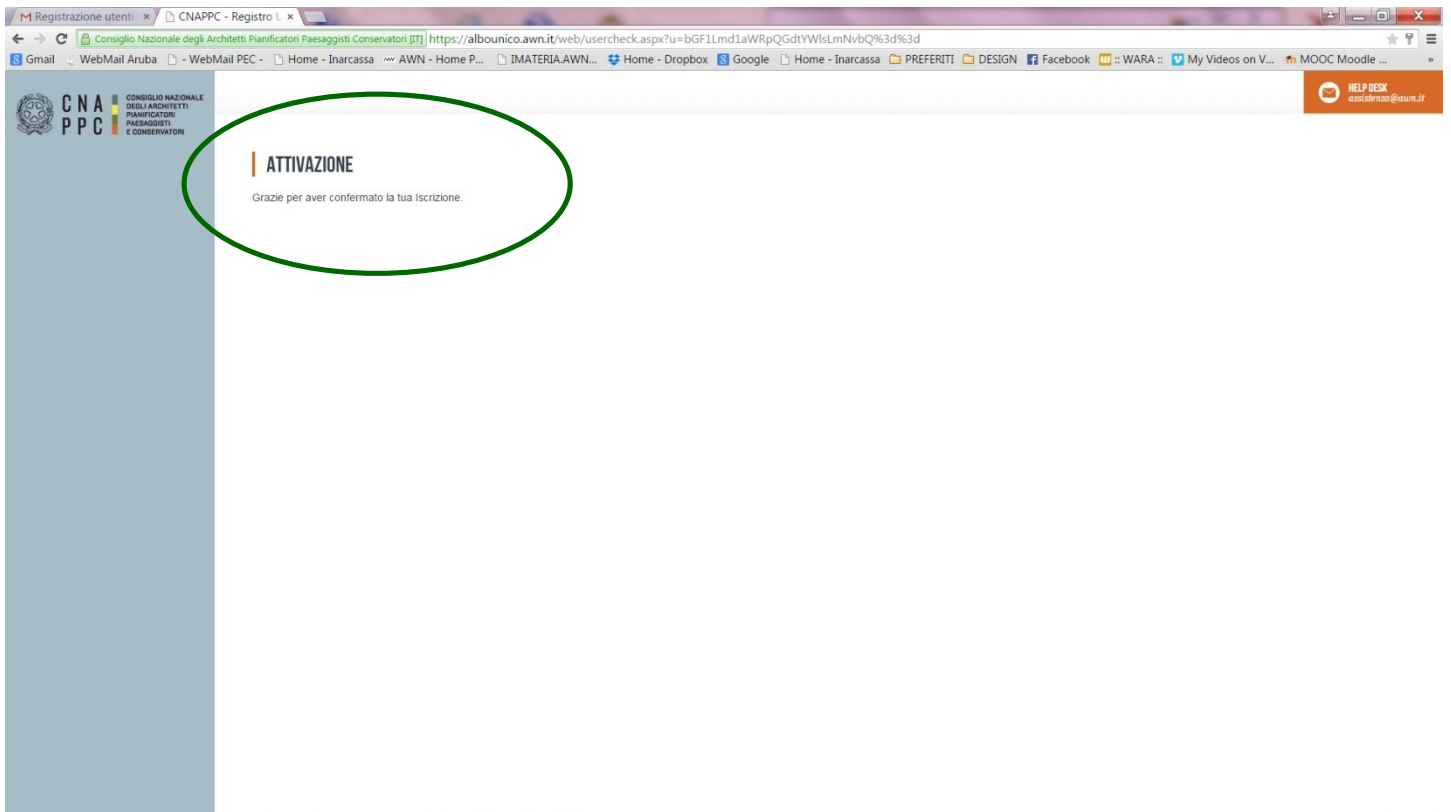 Registrazione utenti
CNAPPC - Registro U
Consiglio Nazionale degli Architetti Pianificatori Paesaggisti Conservatori [IT] https://albounico.awn.it/web/usercheck.aspx?u=bGF1Lmd1aWRpQGdtYWlsLmNvbQ%3d%3d
Gmail WebMail Aruba - WebMail PEC - Home - Inarcassa AWN - Home P... IMATERIA.AWN... Home - Dropbox Google Home - Inarcassa PREFERITI DESIGN Facebook :: WARA :: My Videos on V... MOOC Moodle ... »
CNA
PPC
CONSIGLIO NAZIONALE
DEGLI ARCHITETTI
PIANIFICATORI
PAESAGGISTI
E CONSERVATORI
HELP DESK
assistenza@awn.it
ATTIVAZIONE
Grazie per aver confermato la tua Iscrizione.